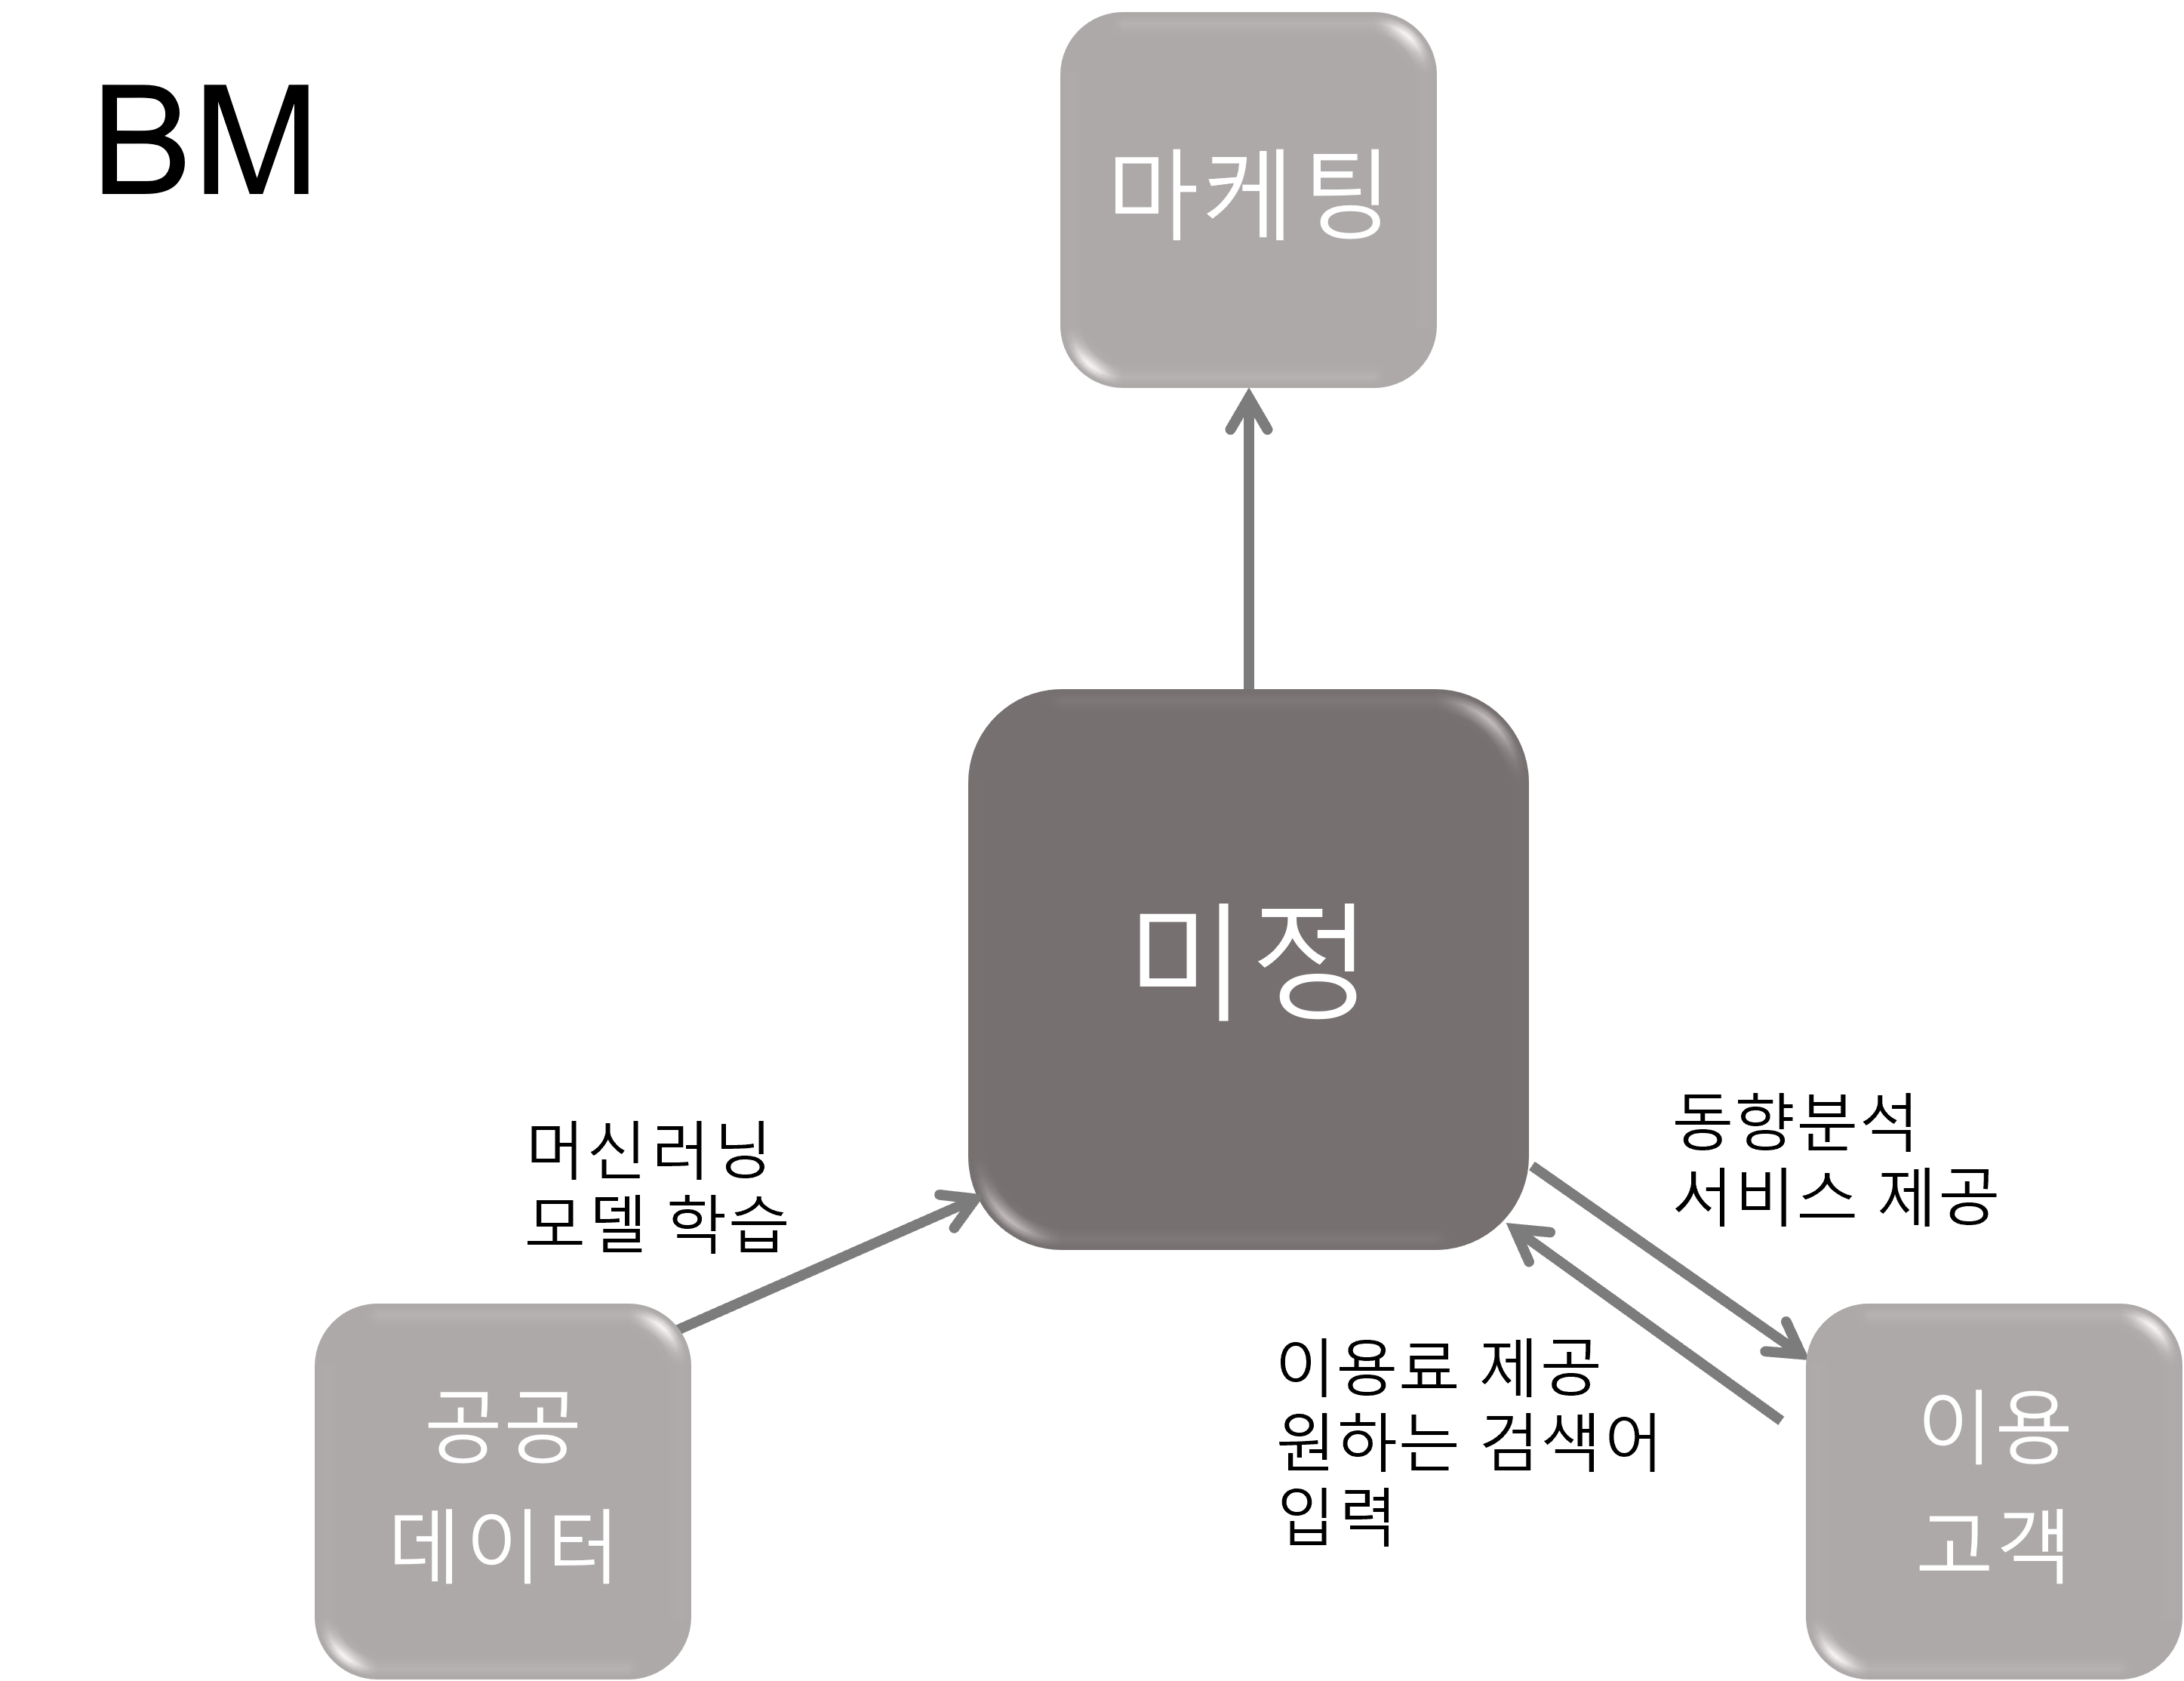 BM
마케팅
미정
머신러닝
모델 학습
동향분석
서비스 제공
이용료 제공
원하는 검색어
입력
공공
데이터
이용
고객